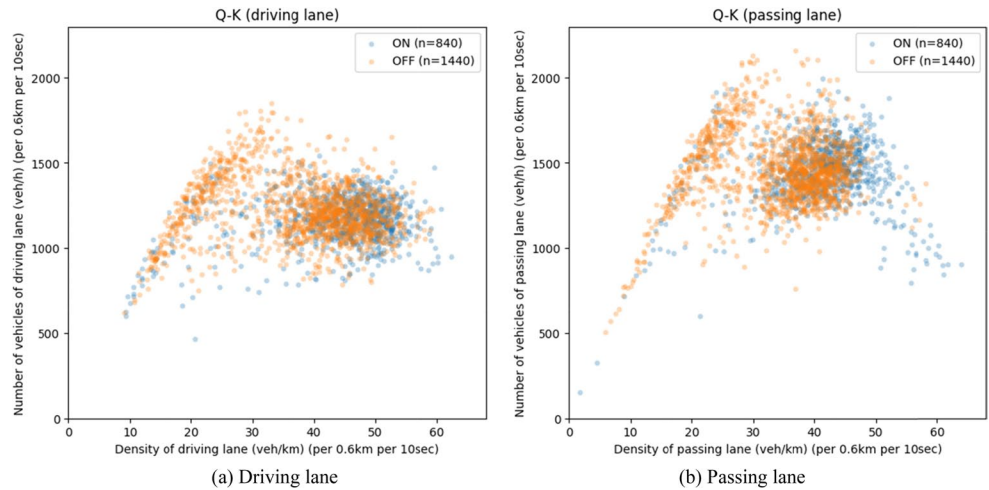 Q-K (driving lane)
Number of vehicles of driving lane (veh/h) (per 0.6km per 10sec)
2000
1500
1000
500
0
ON (n=840)
OFF (n=1440)
0 10 20 30 40 50 60
Density of driving lane (veh/km) (per 0.6km per 10sec)
(a) Driving lane
Q-K (passing lane)
Number of vehicles of passing lane (veh/h) (per 0.6km per 10sec)
2000
1500
1000
500
0
ON (n=840)
OFF (n=1440)
0 10 20 30 40 50 60
Density of passing lane (veh/km) (per 0.6km per 10sec)
(b) Passing lane